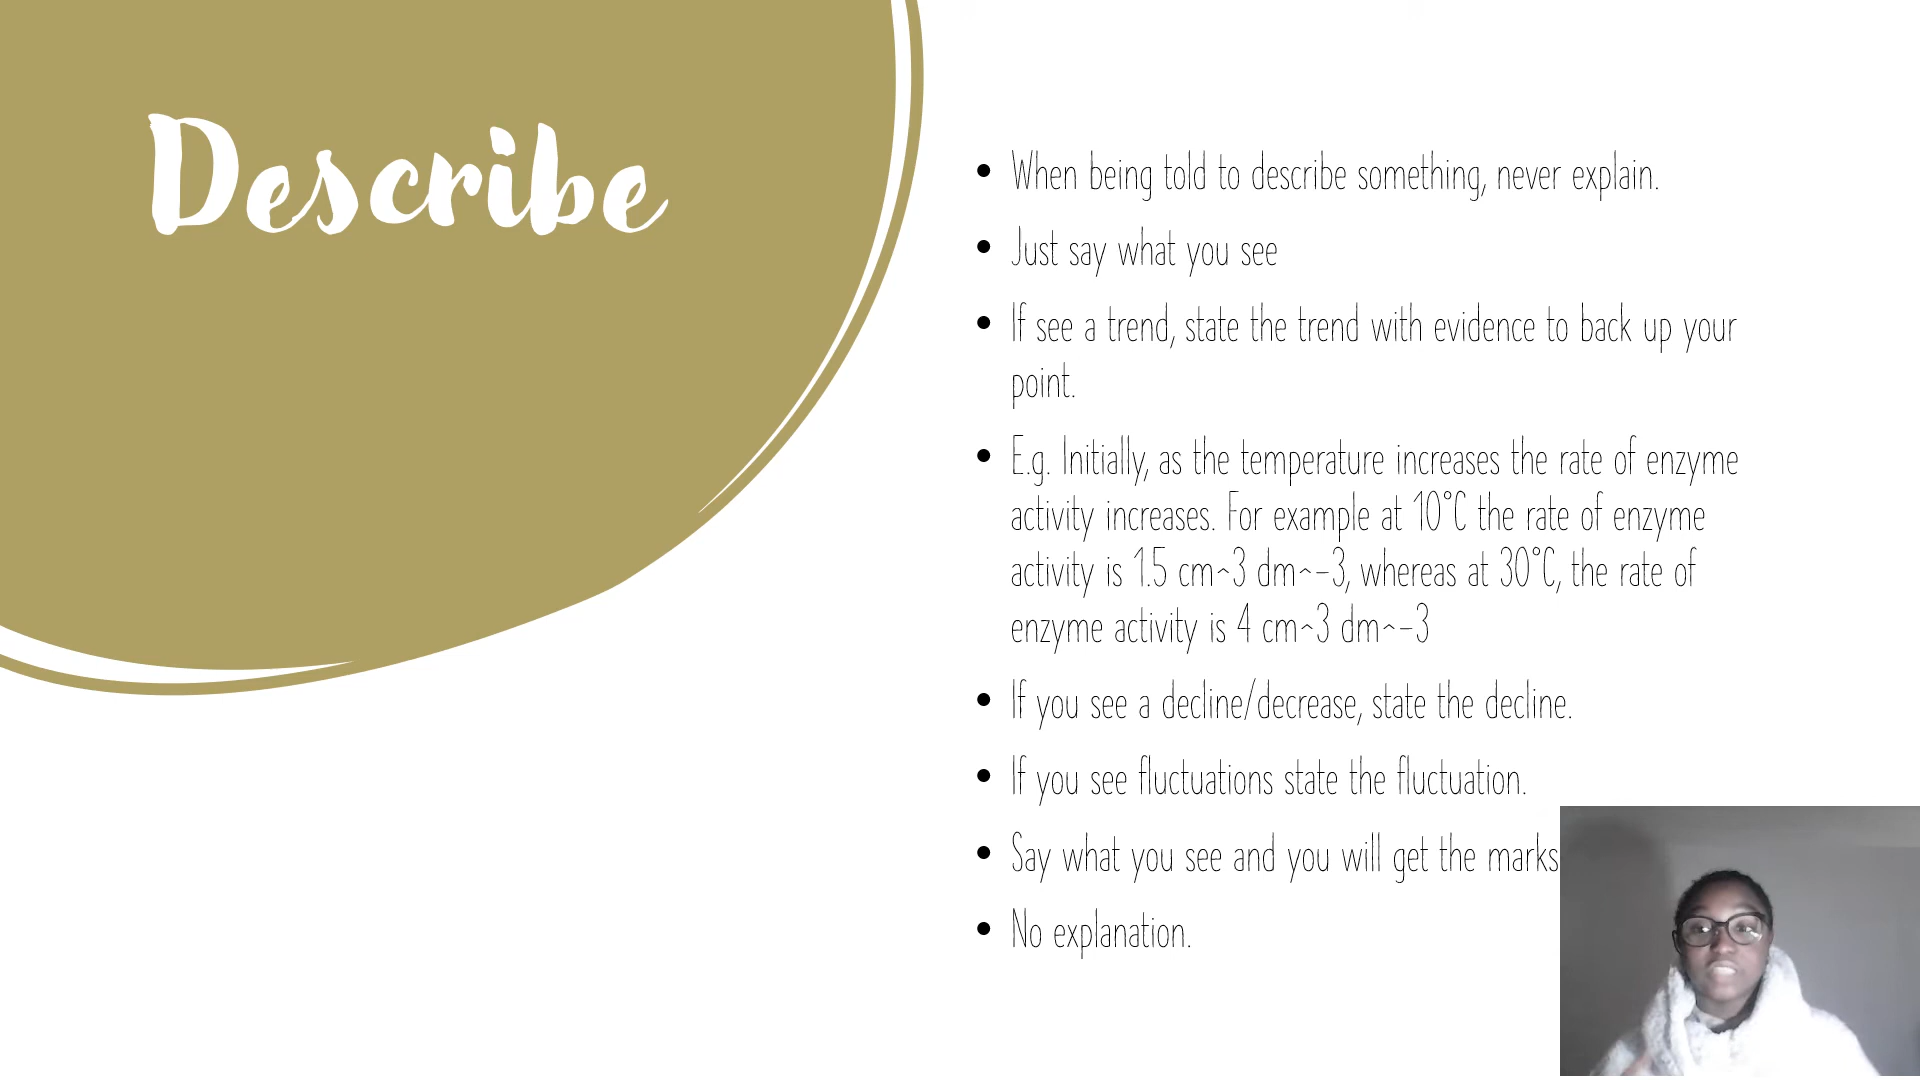 Describe
• When being told to describe something, never explain.
• Just say what you see
• If see a trend, state the trend with evidence to back up your
point.
• E.g. Initially, as the temperature increases the rate of enzyme
activity increases. For example at 10°C the rate of enzyme
activity is 1.5 cm^3 dm^-3, whereas at 30°C, the rate of
enzyme activity is 4 cm^3 dm^-3
• If you see a decline/decrease, state the decline.
• If you see fluctuations state the fluctuation.
• Say what you see and you will get the marks
• No explanation.